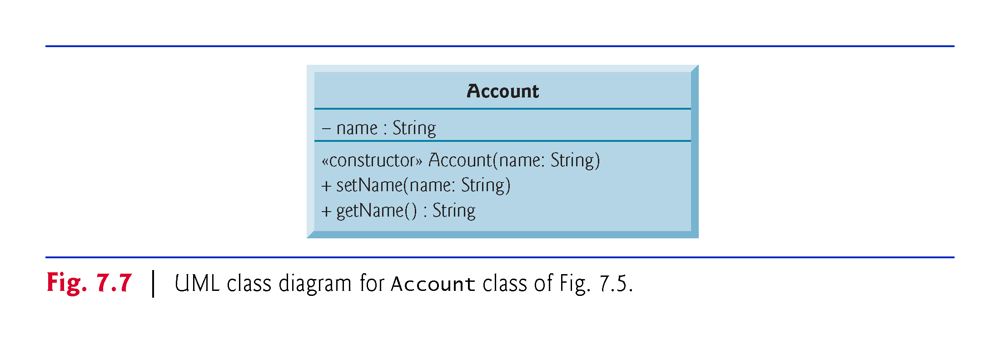 Account
– name : String
«constructor» Account(name: String)
+ setName(name: String)
+ getName() : String
Fig. 7.7 | UML class diagram for Account class of Fig. 7.5.